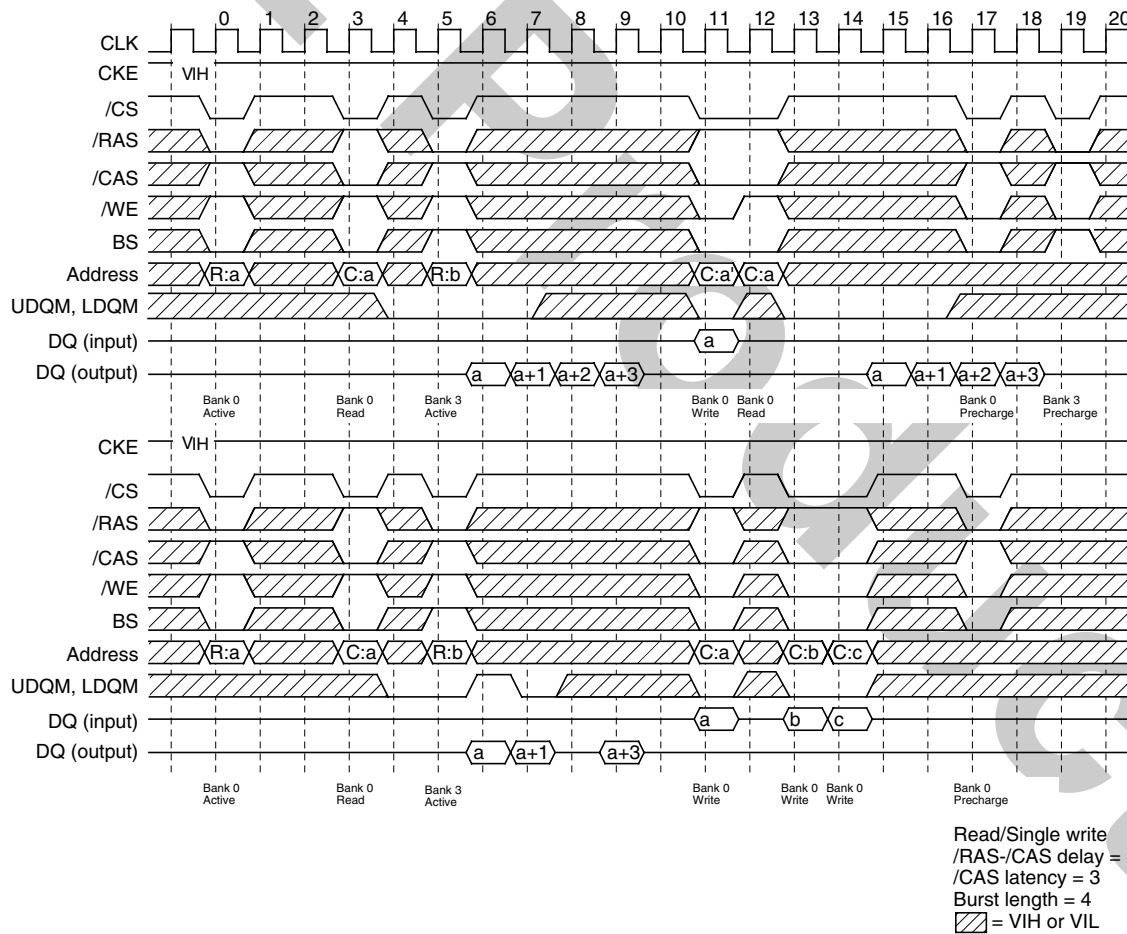 0 1 2 3 4 5 6 7 8 9 10 11 12 13 14 15 16 17 18 19 20
CLK
CKE VIH
/CS
/RAS
/CAS
/WE
BS
Address R:a C:a R:b C:a' C:a
UDQM, LDQM
DQ (input) a
DQ (output) a a+1 a+2 a+3 a a+1 a+2 a+3
Bank 0 Bank 0 Bank 3 Bank 0 Bank 0 Bank 0 Bank 3
Active Read Active Write Read Precharge Precharge
CKE VIH
/CS
/RAS
/CAS
/WE
BS
Address R:a C:a R:b C:a C:b C:c
UDQM, LDQM
DQ (input) a b c
DQ (output) a a+1 a+3
Bank 0 Bank 0 Bank 3 Bank 0 Bank 0 Bank 0 Bank 0
Active Read Active Write Write Write Precharge
Read/Single write
/RAS-/CAS delay =
/CAS latency = 3
Burst length = 4
= VIH or VIL